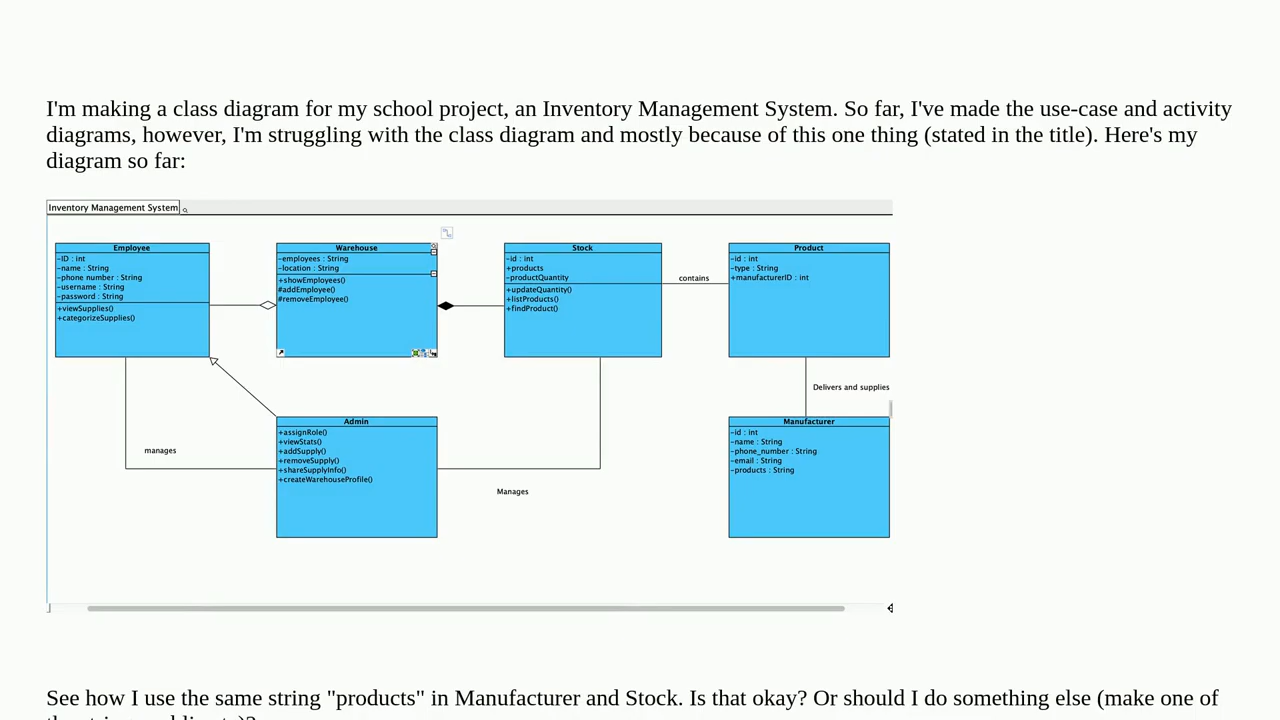 I'm making a class diagram for my school project, an Inventory Management System. So far, I've made the use-case and activity
diagrams, however, I'm struggling with the class diagram and mostly because of this one thing (stated in the title). Here's my
diagram so far:
Inventory Management System
Employee
-ID : int
-name : String
-phone number : String
-username : String
-password : String
+viewSupplies()
+categorizeSupplies()
Warehouse
-employees : String
-location : String
+showEmployees()
#addEmployee()
#removeEmployee()
Stock
-id : int
+products
-productQuantity
+updateQuantity()
+listProducts()
+findProduct()
contains
Product
-id : int
-type : String
+manufacturerID : int
Delivers and supplies
manages
Admin
+assignRole()
+viewStats()
+addSupply()
+removeSupply()
+shareSupplyInfo()
+createWarehouseProfile()
Manages
Manufacturer
-id : int
-name : String
-phone_number : String
-email : String
-products : String
See how I use the same string "products" in Manufacturer and Stock. Is that okay? Or should I do something else (make one of